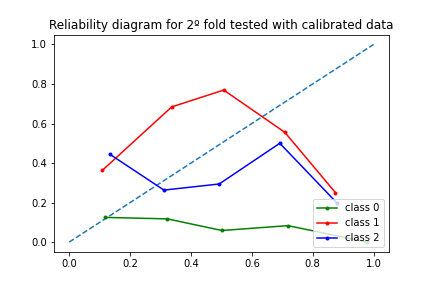 Reliability diagram for 2º fold tested with calibrated data
1.0
0.8
0.6
0.4
0.2
0.0
class 0
class 1
class 2
0.0 0.2 0.4 0.6 0.8 1.0